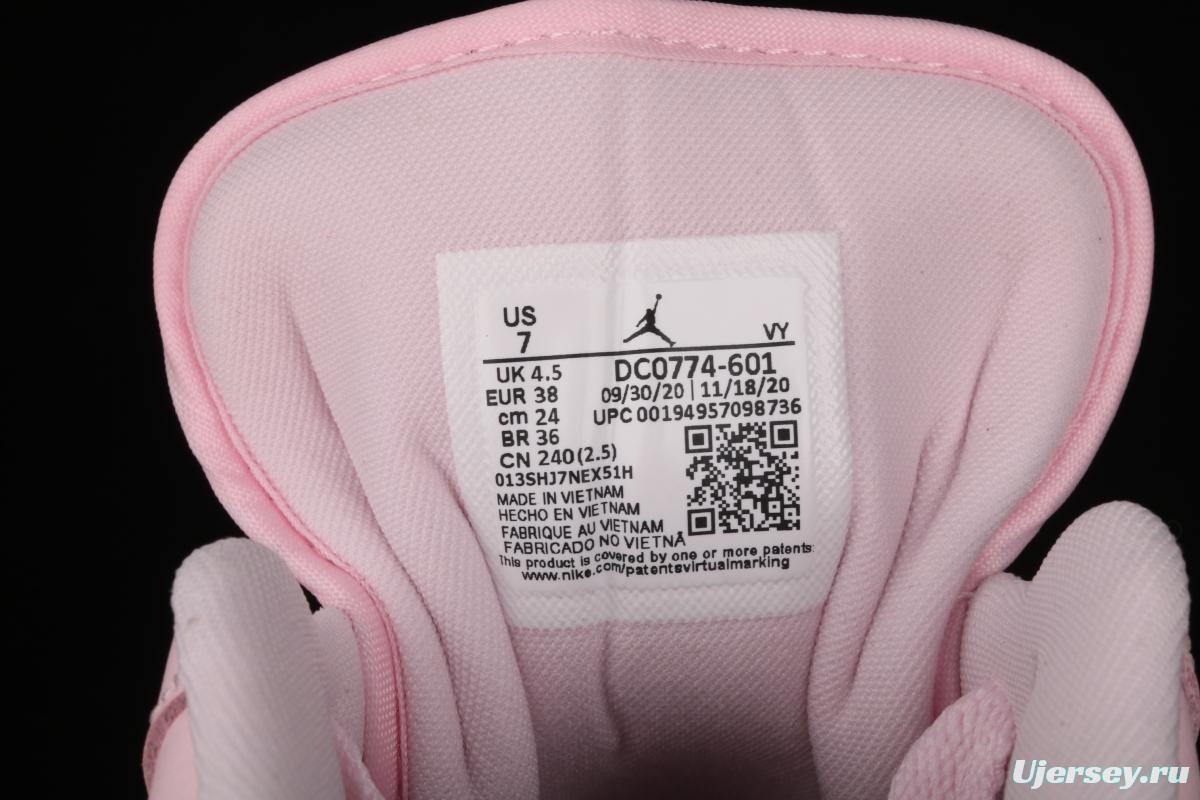 US
7
VY
UK 4.5
EUR 38
cm 24
BR 36
CN 240(2.5)
DC0774-601
09/30/20 | 11/18/20
UPC 00194957098736
013SHJ7NEX51H
MADE IN VIETNAM
HECHO EN VIETNAM
FABRIQUE AU VIETNAM
FABRICADO NO VIETNÃ
This product is covered by one or more patents:
www.nike.com/patentsvirtualmarking
Ujersey.ru